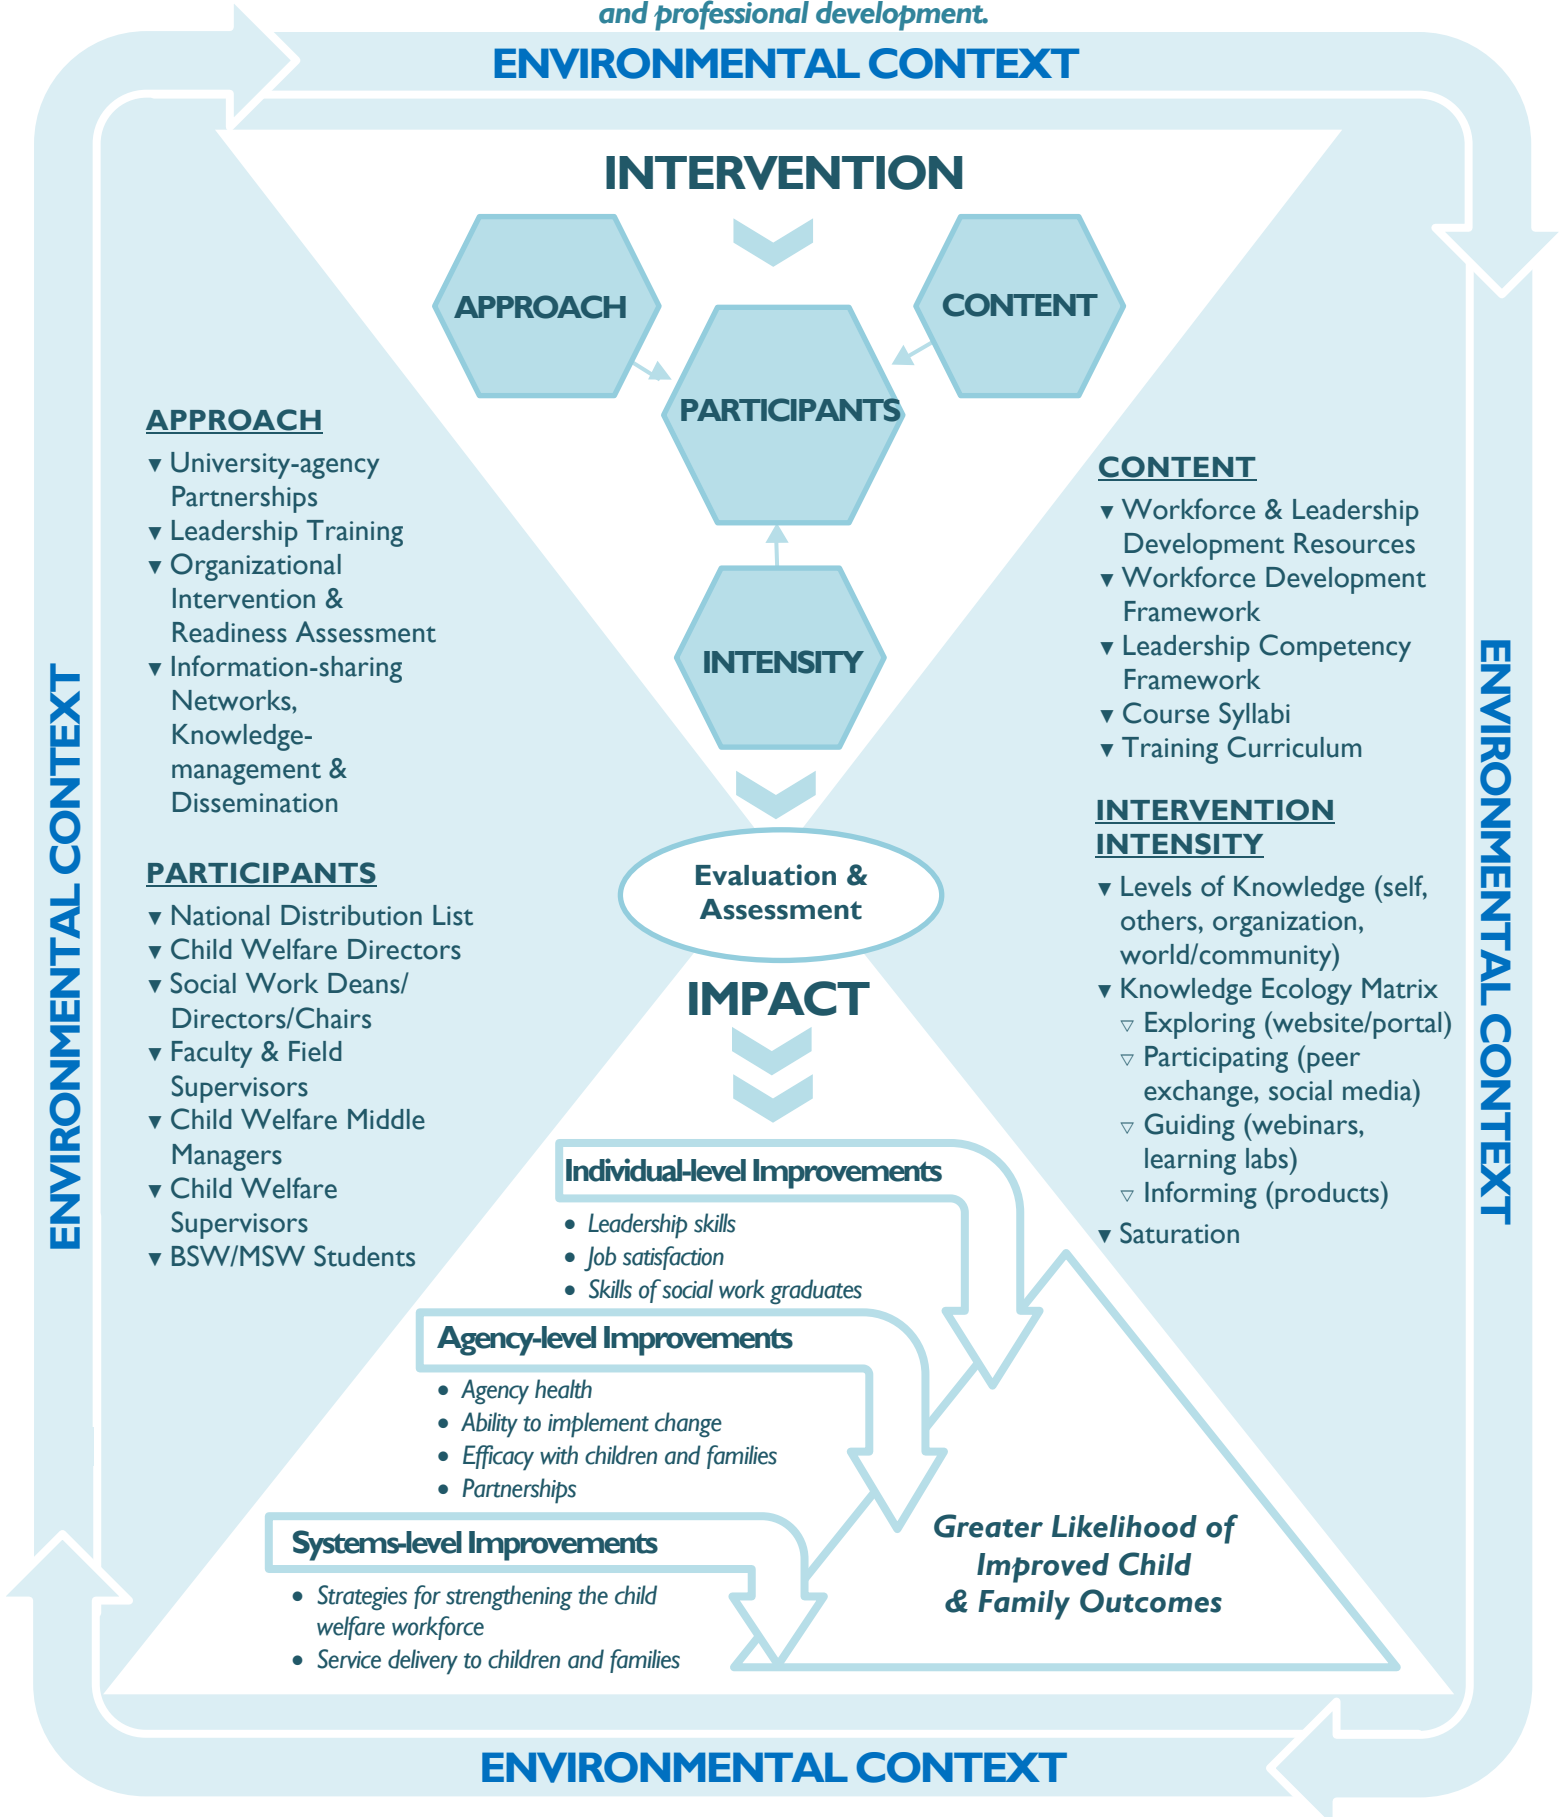 and professional development.
ENVIRONMENTAL CONTEXT
INTERVENTION
APPROACH
CONTENT
PARTICIPANTS
INTENSITY
APPROACH
▼ University-agency
Partnerships
▼ Leadership Training
▼ Organizational
Intervention &
Readiness Assessment
▼ Information-sharing
Networks,
Knowledge-
management &
Dissemination
PARTICIPANTS
▼ National Distribution List
▼ Child Welfare Directors
▼ Social Work Deans/
Directors/Chairs
▼ Faculty & Field
Supervisors
▼ Child Welfare Middle
Managers
▼ Child Welfare
Supervisors
▼ BSW/MSW Students
CONTENT
▼ Workforce & Leadership
Development Resources
▼ Workforce Development
Framework
▼ Leadership Competency
Framework
▼ Course Syllabi
▼ Training Curriculum
INTERVENTION
INTENSITY
▼ Levels of Knowledge (self,
others, organization,
world/community)
▼ Knowledge Ecology Matrix
▽ Exploring (website/portal)
▽ Participating (peer
exchange, social media)
▽ Guiding (webinars,
learning labs)
▽ Informing (products)
▼ Saturation
ENVIRONMENTAL CONTEXT
ENVIRONMENTAL CONTEXT
Evaluation &
Assessment
IMPACT
Individual-level Improvements
• Leadership skills
• Job satisfaction
• Skills of social work graduates
Agency-level Improvements
• Agency health
• Ability to implement change
• Efficacy with children and families
• Partnerships
Systems-level Improvements
• Strategies for strengthening the child
welfare workforce
• Service delivery to children and families
Greater Likelihood of
Improved Child
& Family Outcomes
ENVIRONMENTAL CONTEXT